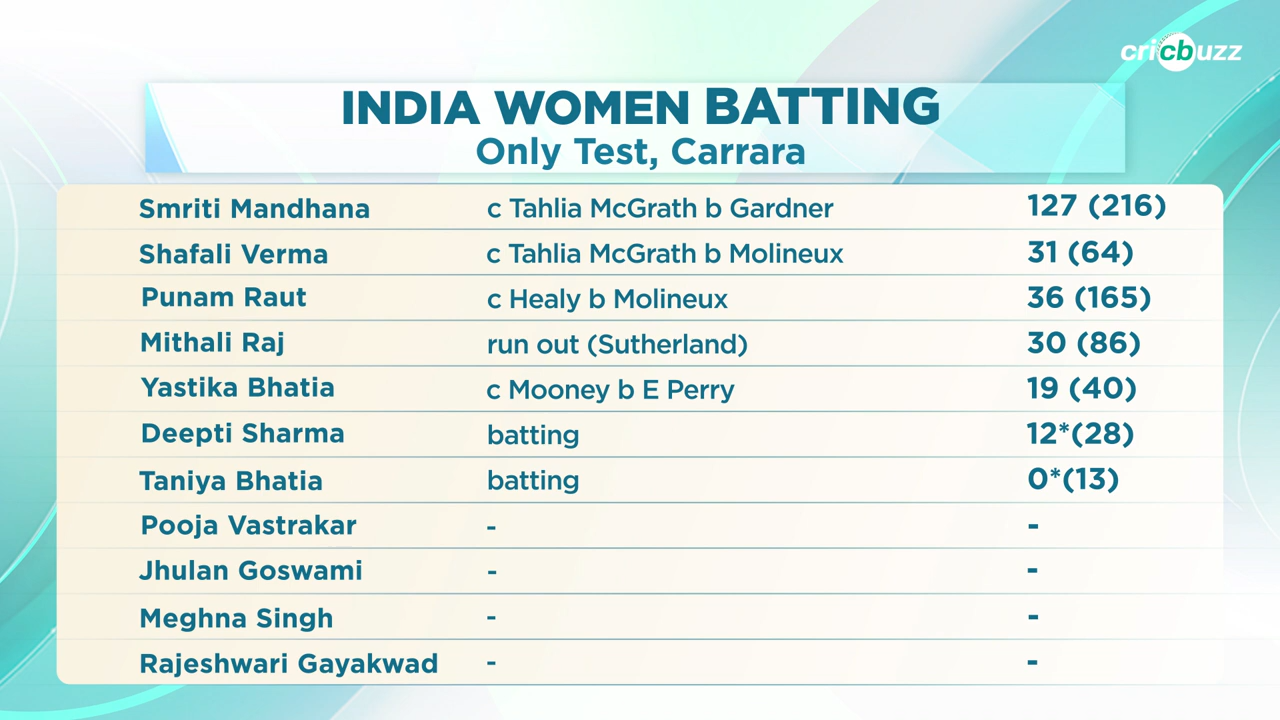 cricbuzz
INDIA WOMEN BATTING
Only Test, Carrara
Smriti Mandhana c Tahlia McGrath b Gardner 127 (216)
Shafali Verma c Tahlia McGrath b Molineux 31 (64)
Punam Raut c Healy b Molineux 36 (165)
Mithali Raj run out (Sutherland) 30 (86)
Yastika Bhatia c Mooney b E Perry 19 (40)
Deepti Sharma batting 12*(28)
Taniya Bhatia batting 0*(13)
Pooja Vastrakar - -
Jhulan Goswami - -
Meghna Singh - -
Rajeshwari Gayakwad - -